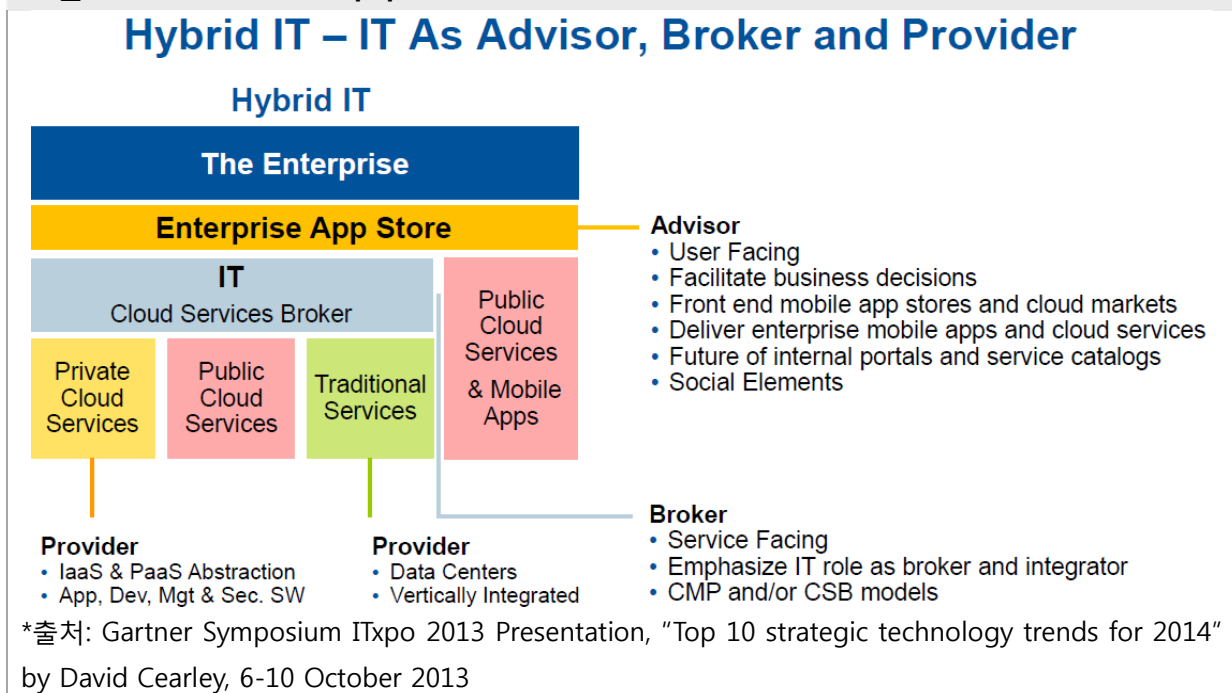 Hybrid IT – IT As Advisor, Broker and Provider
Hybrid IT
The Enterprise
Enterprise App Store
IT
Cloud Services Broker
Private
Cloud
Services
Public
Cloud
Services
Traditional
Services
Public
Cloud
Services
& Mobile
Apps
Advisor
• User Facing
• Facilitate business decisions
• Front end mobile app stores and cloud markets
• Deliver enterprise mobile apps and cloud services
• Future of internal portals and service catalogs
• Social Elements
Provider
• IaaS & PaaS Abstraction
• App, Dev, Mgt & Sec. SW
Provider
• Data Centers
• Vertically Integrated
Broker
• Service Facing
• Emphasize IT role as broker and integrator
• CMP and/or CSB models
*출처: Gartner Symposium ITxpo 2013 Presentation, "Top 10 strategic technology trends for 2014"
by David Cearley, 6-10 October 2013